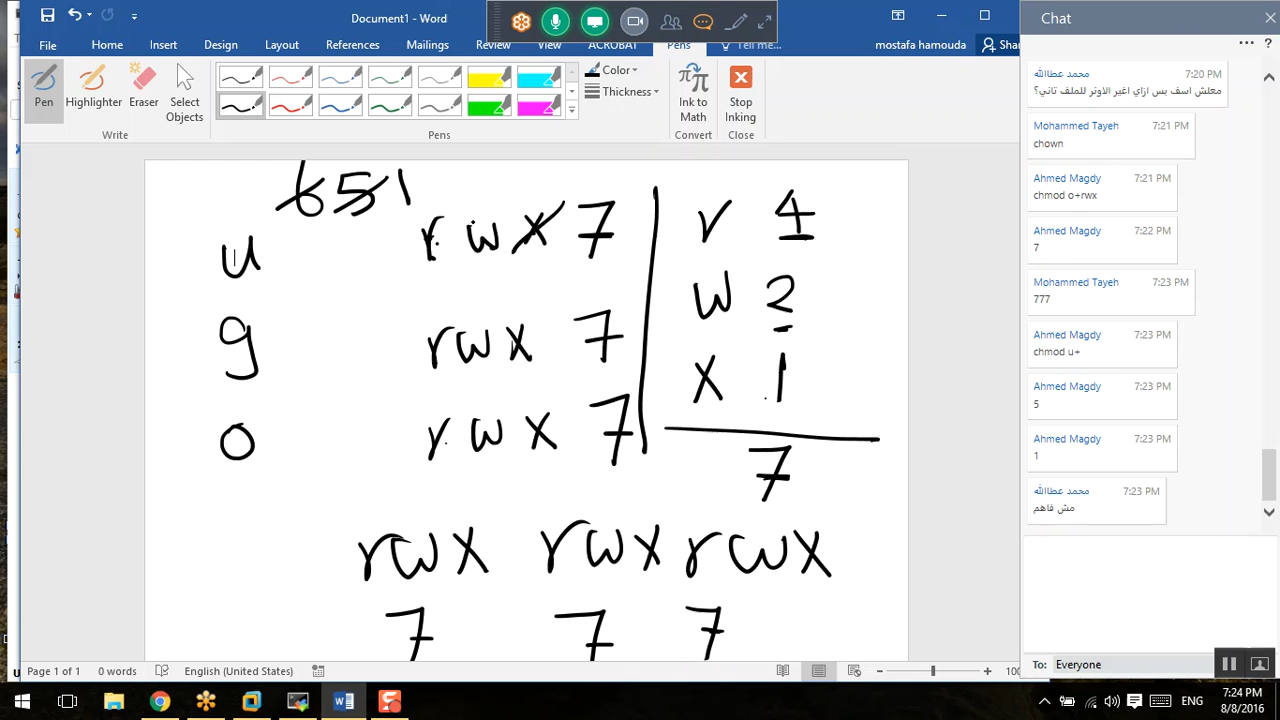 Document1 - Word
mostafa hamouda
File Home Insert Design Layout References Mailings Review View ACROBAT Pens Tell me...
Pen
Highlighter
Eraser
Select Objects
Write
Pens
Color
Thickness
Ink to Math
Convert
Stop Inking
Close
651
u rwx 7
g rwx 7
o rwx 7
r 4
w 2
x 1
7
rwx rwx rwx
7 7 7
Page 1 of 1 0 words English (United States)
100
Chat
محمد عطاالله 7:20 PM
معلش اسف بس ازاي اغير الاونر للملف تاني؟
Mohammed Tayeh 7:21 PM
chown
Ahmed Magdy 7:21 PM
chmod o+rwx
Ahmed Magdy 7:22 PM
7
Mohammed Tayeh 7:23 PM
777
Ahmed Magdy 7:23 PM
chmod u+
Ahmed Magdy 7:23 PM
5
Ahmed Magdy 7:23 PM
1
محمد عطاالله 7:23 PM
مش فاهم
To: Everyone
ENG
7:24 PM
8/8/2016